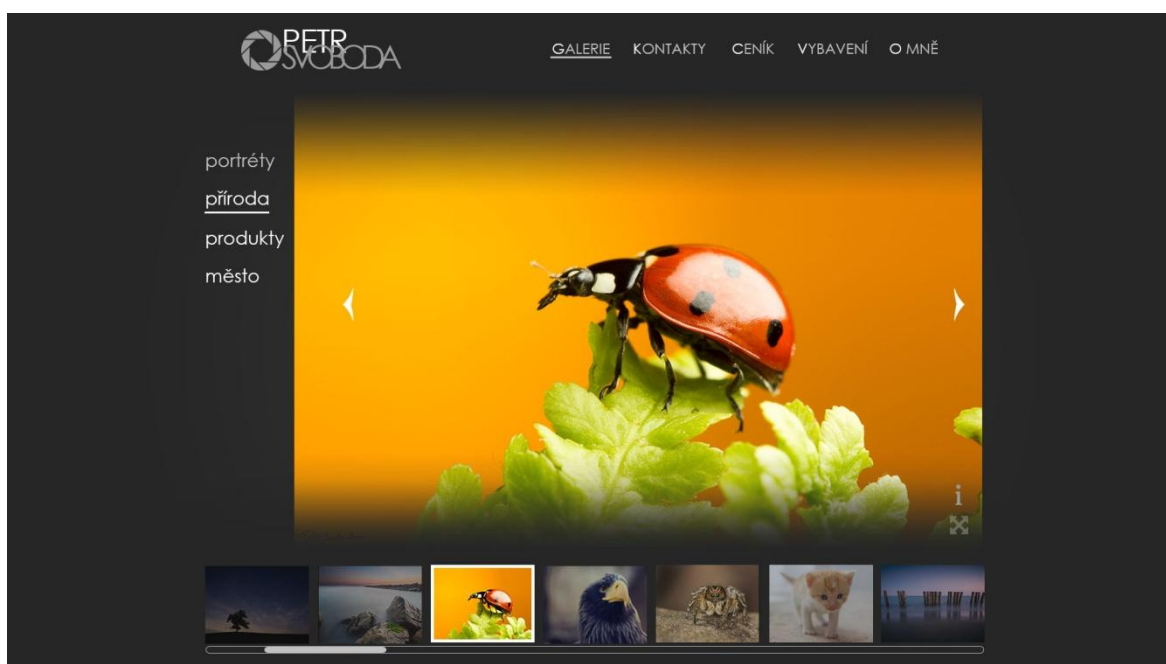 PETR
SVOBODA
GALERIE KONTAKTY CENÍK VYBAVENÍ O MNĚ
portréty
příroda
produkty
město
i